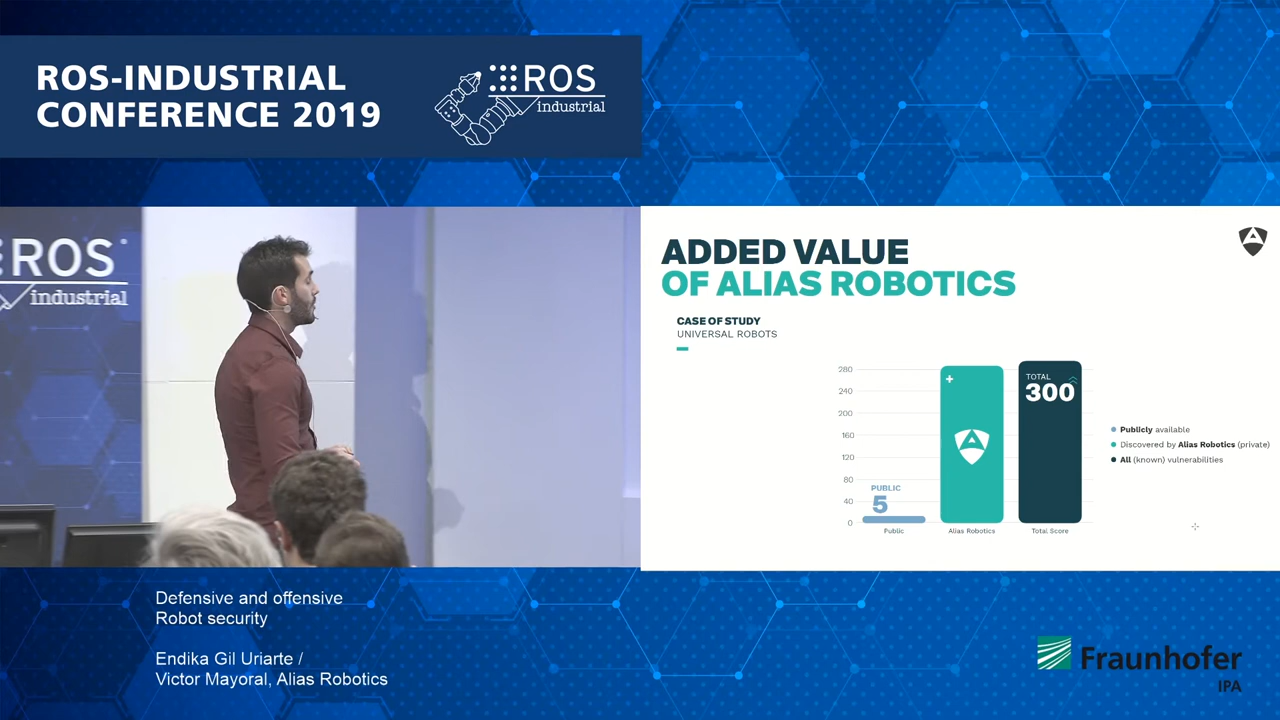 ROS-INDUSTRIAL
CONFERENCE 2019
ROS
industrial
ROS
industrial
ADDED VALUE
OF ALIAS ROBOTICS
CASE OF STUDY
UNIVERSAL ROBOTS
280
240
200
160
120
80
40
0
PUBLIC
5
+
TOTAL
300
Public
Alias Robotics
Total Score
Publicly available
Discovered by Alias Robotics (private)
All (known) vulnerabilities
Defensive and offensive
Robot security
Endika Gil Uriarte /
Victor Mayoral, Alias Robotics
Fraunhofer
IPA